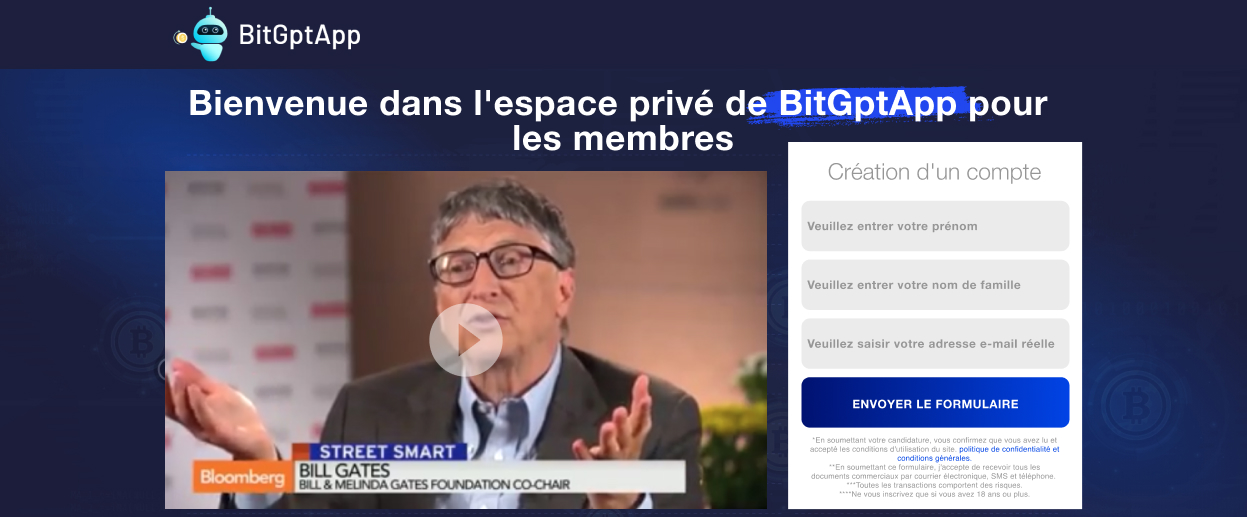 BitGptApp
Bienvenue dans l'espace privé de BitGptApp pour
les membres
Création d'un compte
Veuillez entrer votre prénom
Veuillez entrer votre nom de famille
Veuillez saisir votre adresse e-mail réelle
ENVOYER LE FORMULAIRE
*En soumettant votre candidature, vous confirmez que vous avez lu et
accepté les conditions d'utilisation du site. politique de confidentialité et
conditions générales.
**En soumettant ce formulaire, j'accepte de recevoir tous les
documents commerciaux par courrier électronique, SMS et téléphone.
***Toutes les transactions comportent des risques.
****Ne vous inscrivez que si vous avez 18 ans ou plus.
STREET SMART
Bloomberg
BILL GATES
BILL & MELINDA GATES FOUNDATION CO-CHAIR